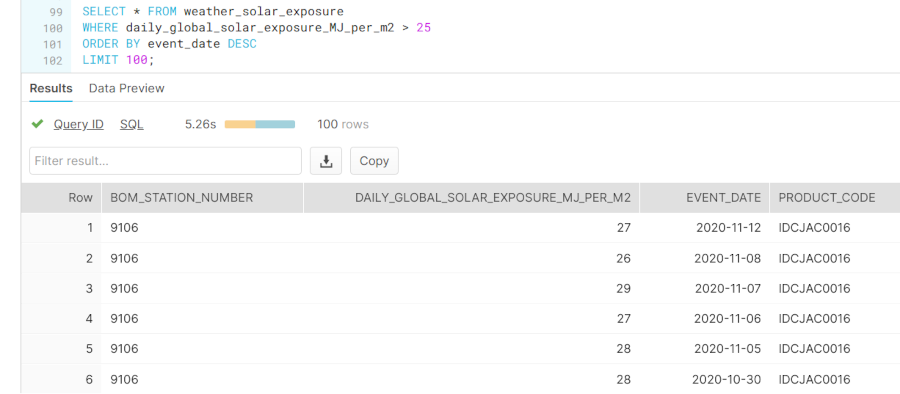 99 SELECT * FROM weather_solar_exposure
100 WHERE daily_global_solar_exposure_MJ_per_m2 > 25
101 ORDER BY event_date DESC
102 LIMIT 100;
Results Data Preview
Query ID SQL 5.26s 100 rows
Filter result... Copy
Row BOM_STATION_NUMBER DAILY_GLOBAL_SOLAR_EXPOSURE_MJ_PER_M2 EVENT_DATE PRODUCT_CODE
1 9106 27 2020-11-12 IDCJAC0016
2 9106 26 2020-11-08 IDCJAC0016
3 9106 29 2020-11-07 IDCJAC0016
4 9106 27 2020-11-06 IDCJAC0016
5 9106 28 2020-11-05 IDCJAC0016
6 9106 28 2020-10-30 IDCJAC0016